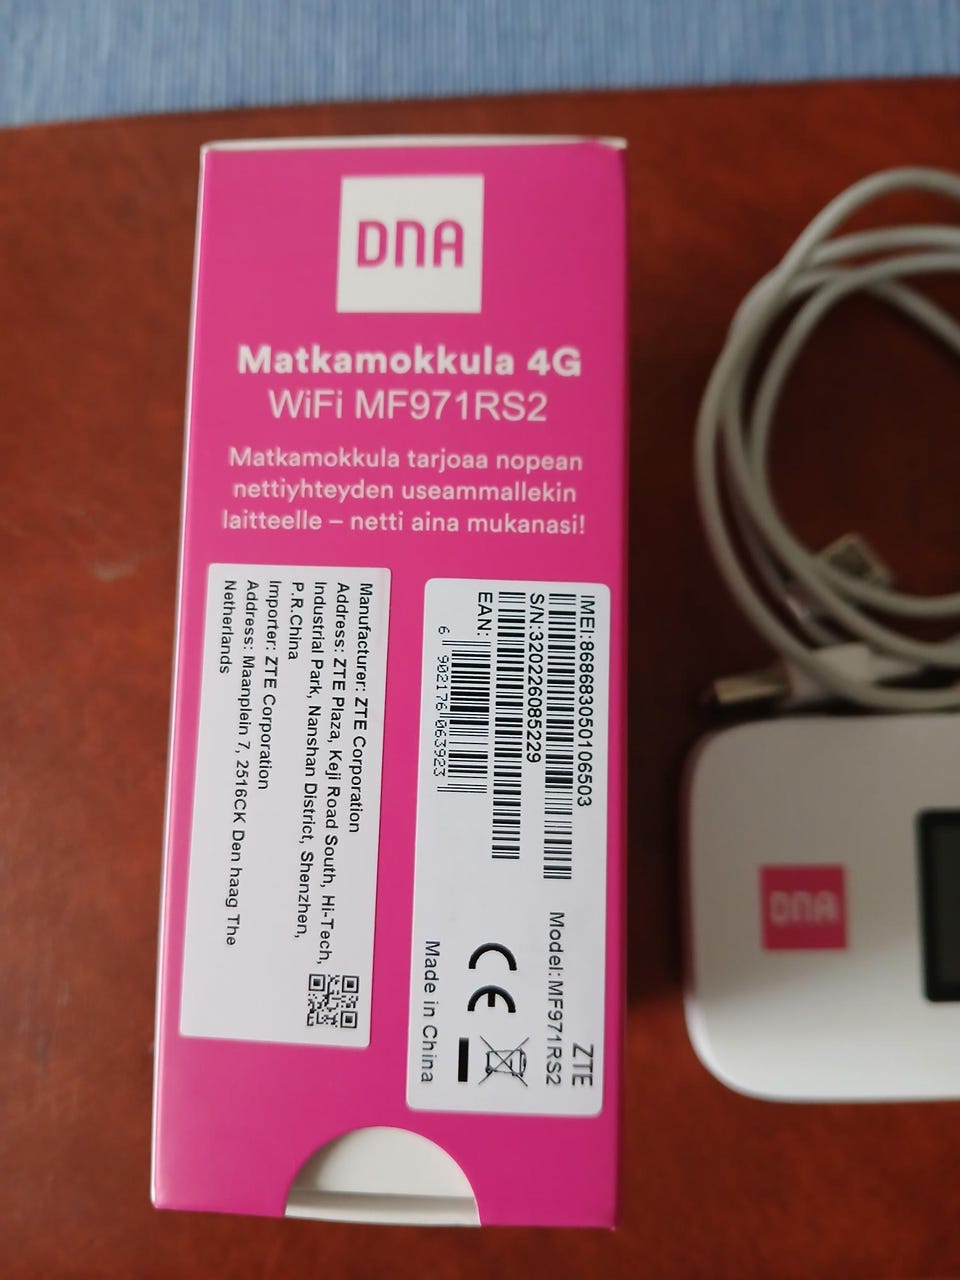 DNA
Matkamokkula 4G
WiFi MF971RS2
Matkamokkula tarjoaa nopean
nettiyhteyden useammallekin
laitteelle – netti aina mukanasi!
Manufacturer: ZTE Corporation
Address: ZTE Plaza, Keji Road South, Hi-Tech,
Industrial Park, Nanshan District, Shenzhen,
P.R.China
Importer: ZTE Corporation
Address: Maanplein 7, 2516CK Den haag The
Netherlands
ZTE
IMEI:868683050106503
Model:MF971RS2
S/N:320226085229
EAN:
6 902176 063923
CE
Made in China
DNA